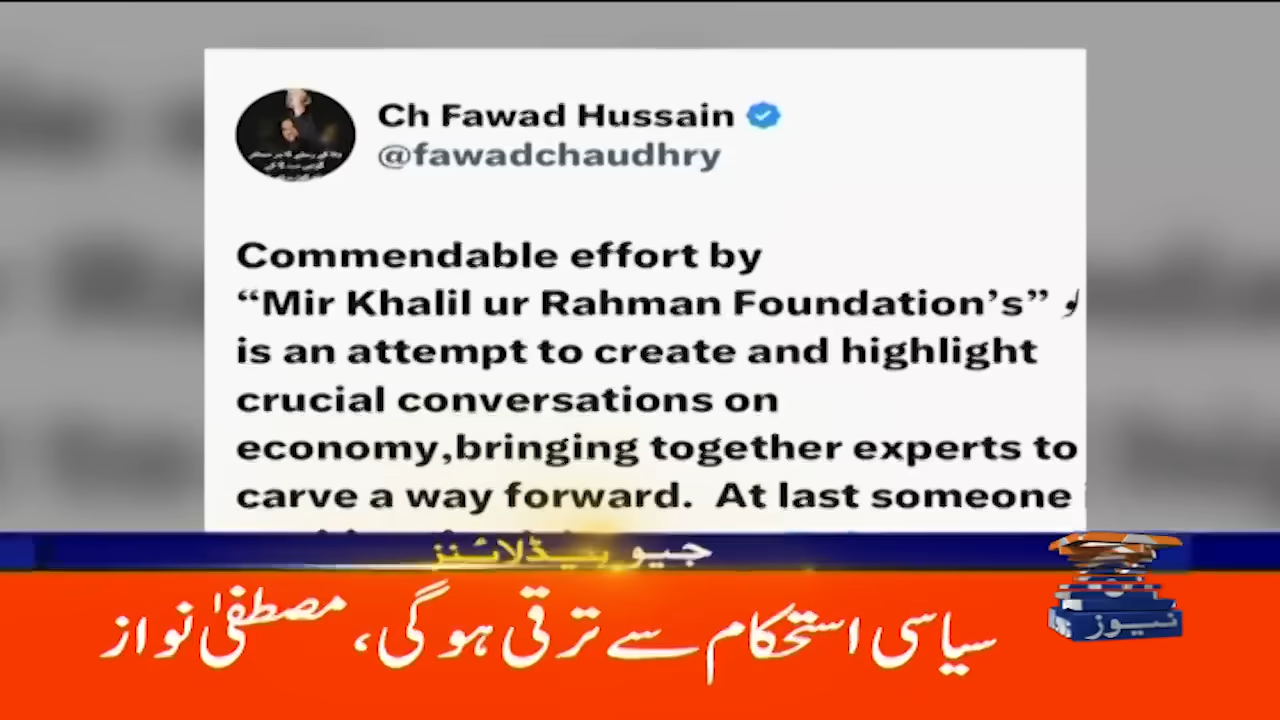 Ch Fawad Hussain
@fawadchaudhry
Commendable effort by
“Mir Khalil ur Rahman Foundation’s”
is an attempt to create and highlight
crucial conversations on
economy,bringing together experts to
carve a way forward. At last someone
جیو ہیڈلائنز
سیاسی استحکام سے ترقی ہوگی، مصطفیٰ نواز
نیوز